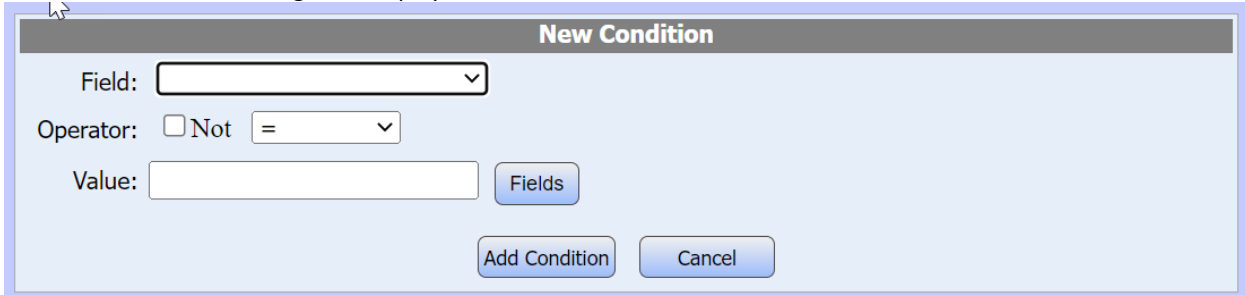 New Condition
Field:
Operator: Not =
Value: Fields
Add Condition Cancel